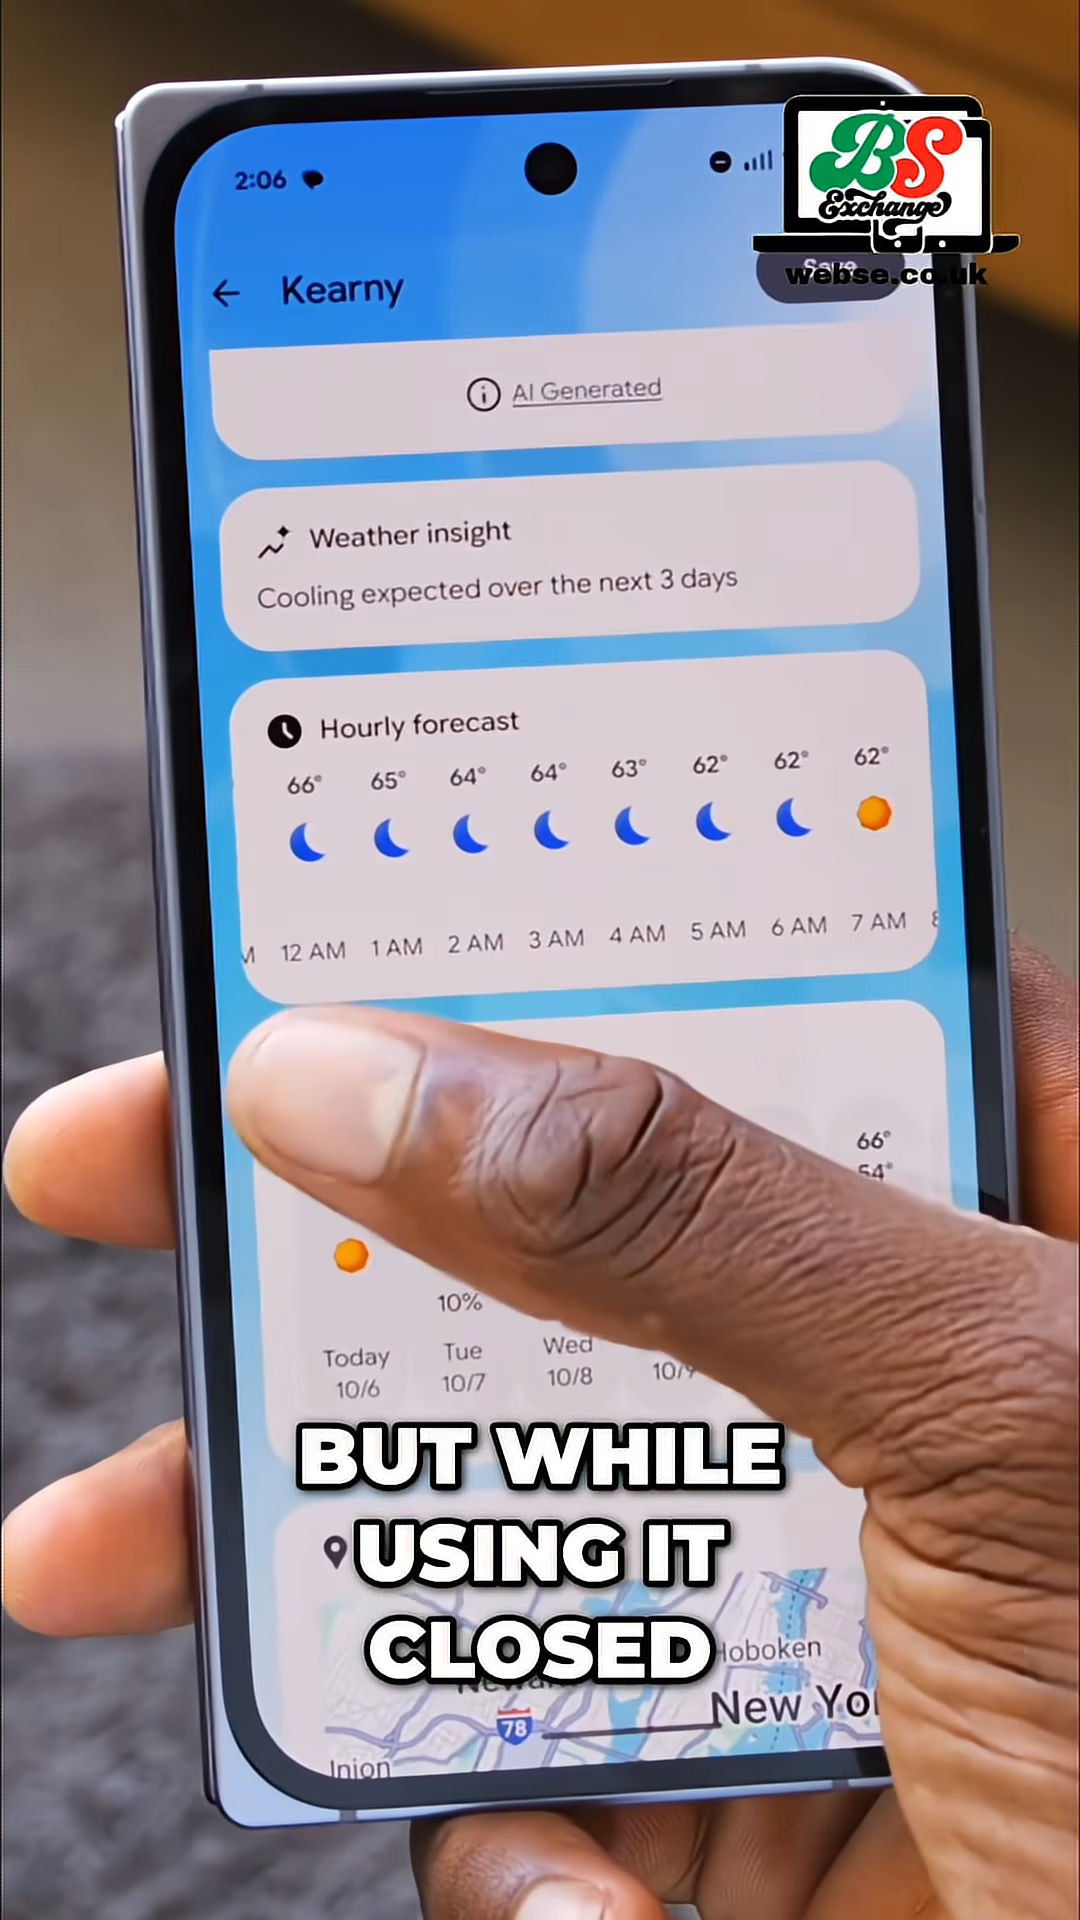 2:06
BS
Exchange
webse.co.uk
Kearny
Save
AI Generated
Weather insight
Cooling expected over the next 3 days
Hourly forecast
66° 65° 64° 64° 63° 62° 62° 62°
12 AM 1 AM 2 AM 3 AM 4 AM 5 AM 6 AM 7 AM
66°
54°
10%
Today Tue Wed
10/6 10/7 10/8
BUT WHILE
USING IT
CLOSED
Hoboken
New Yo
78